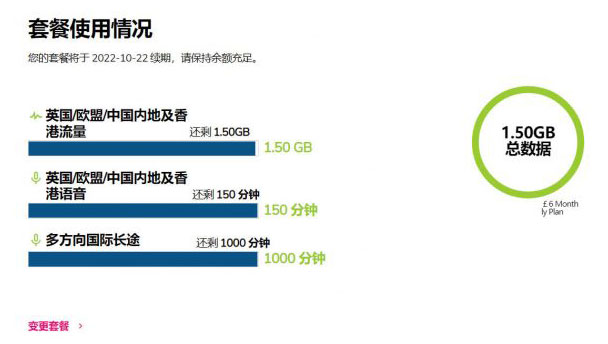 套餐使用情况
您的套餐将于 2022-10-22 续期，请保持余额充足。
英国/欧盟/中国内地及香
港流量
还剩 1.50GB
1.50 GB
英国/欧盟/中国内地及香
港语音
还剩 150 分钟
150 分钟
多方向国际长途
还剩 1000 分钟
1000 分钟
1.50GB
总数据
£6 Month
ly Plan
变更套餐 >